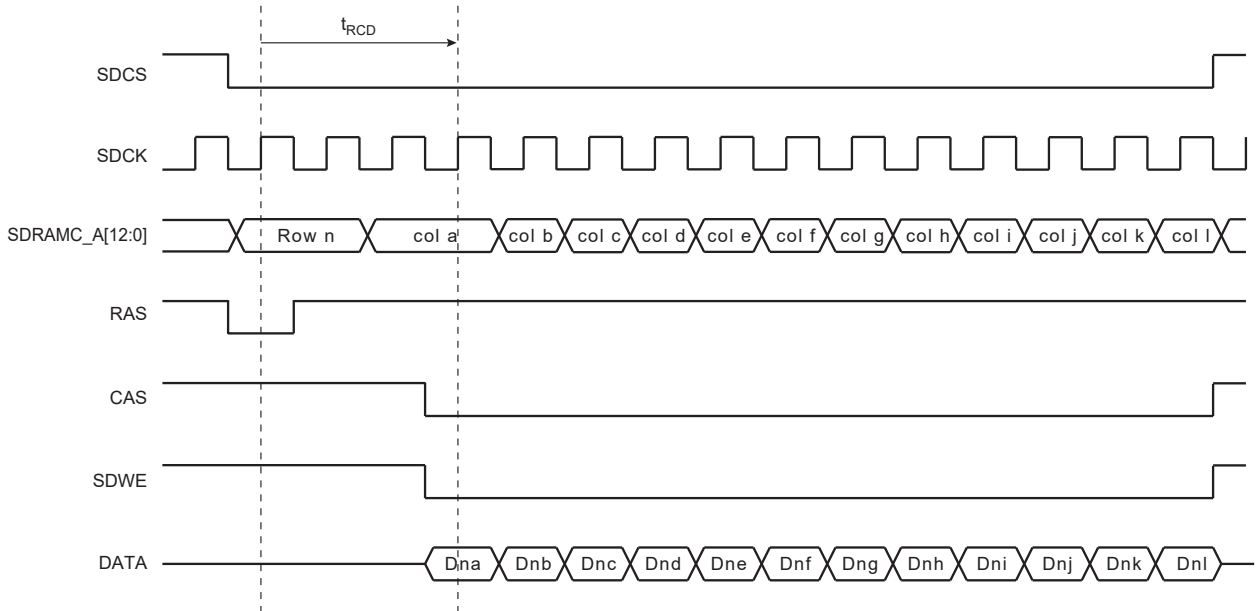 tRCD
SDCS
SDCK
SDRAMC_A[12:0] Row n col a col b col c col d col e col f col g col h col i col j col k col l
RAS
CAS
SDWE
DATA Dna Dnb Dnc Dnd Dne Dnf Dng Dnh Dni Dnj Dnk Dnl